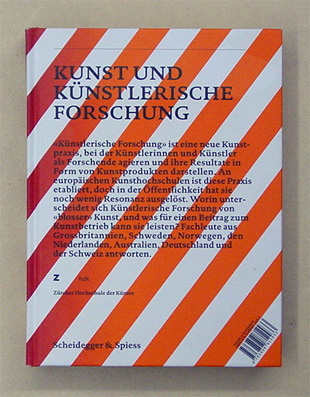 KUNST UND
KÜNSTLERISCHE
FORSCHUNG
«Künstlerische Forschung» ist eine neue Kunst-
praxis, bei der Künstlerinnen und Künstler
als Forschende agieren und ihre Resultate in
Form von Kunstprodukten darstellen. An
europäischen Kunsthochschulen ist diese Praxis
etabliert, doch in der Öffentlichkeit hat sie
noch wenig Resonanz ausgelöst. Worin unter-
scheidet sich Künstlerische Forschung von
«blosser» Kunst, und was für einen Beitrag zum
Kunstbetrieb kann sie leisten? Fachleute aus
Grossbritannien, Schweden, Norwegen, den
Niederlanden, Australien, Deutschland und
der Schweiz antworten.
Z
hdk
Zürcher Hochschule der Künste
Scheidegger & Spiess